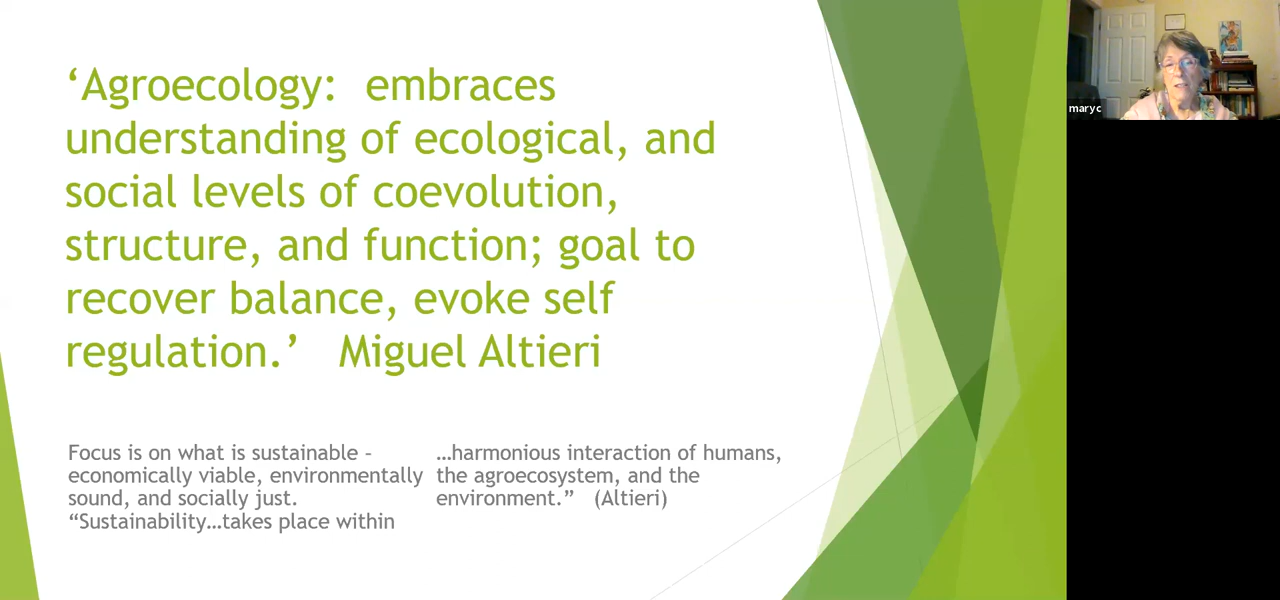 ‘Agroecology:  embraces
understanding of ecological, and
social levels of coevolution,
structure, and function; goal to
recover balance, evoke self
regulation.’   Miguel Altieri
Focus is on what is sustainable –
economically viable, environmentally
sound, and socially just.
“Sustainability…takes place within
…harmonious interaction of humans,
the agroecosystem, and the
environment.”   (Altieri)
maryc